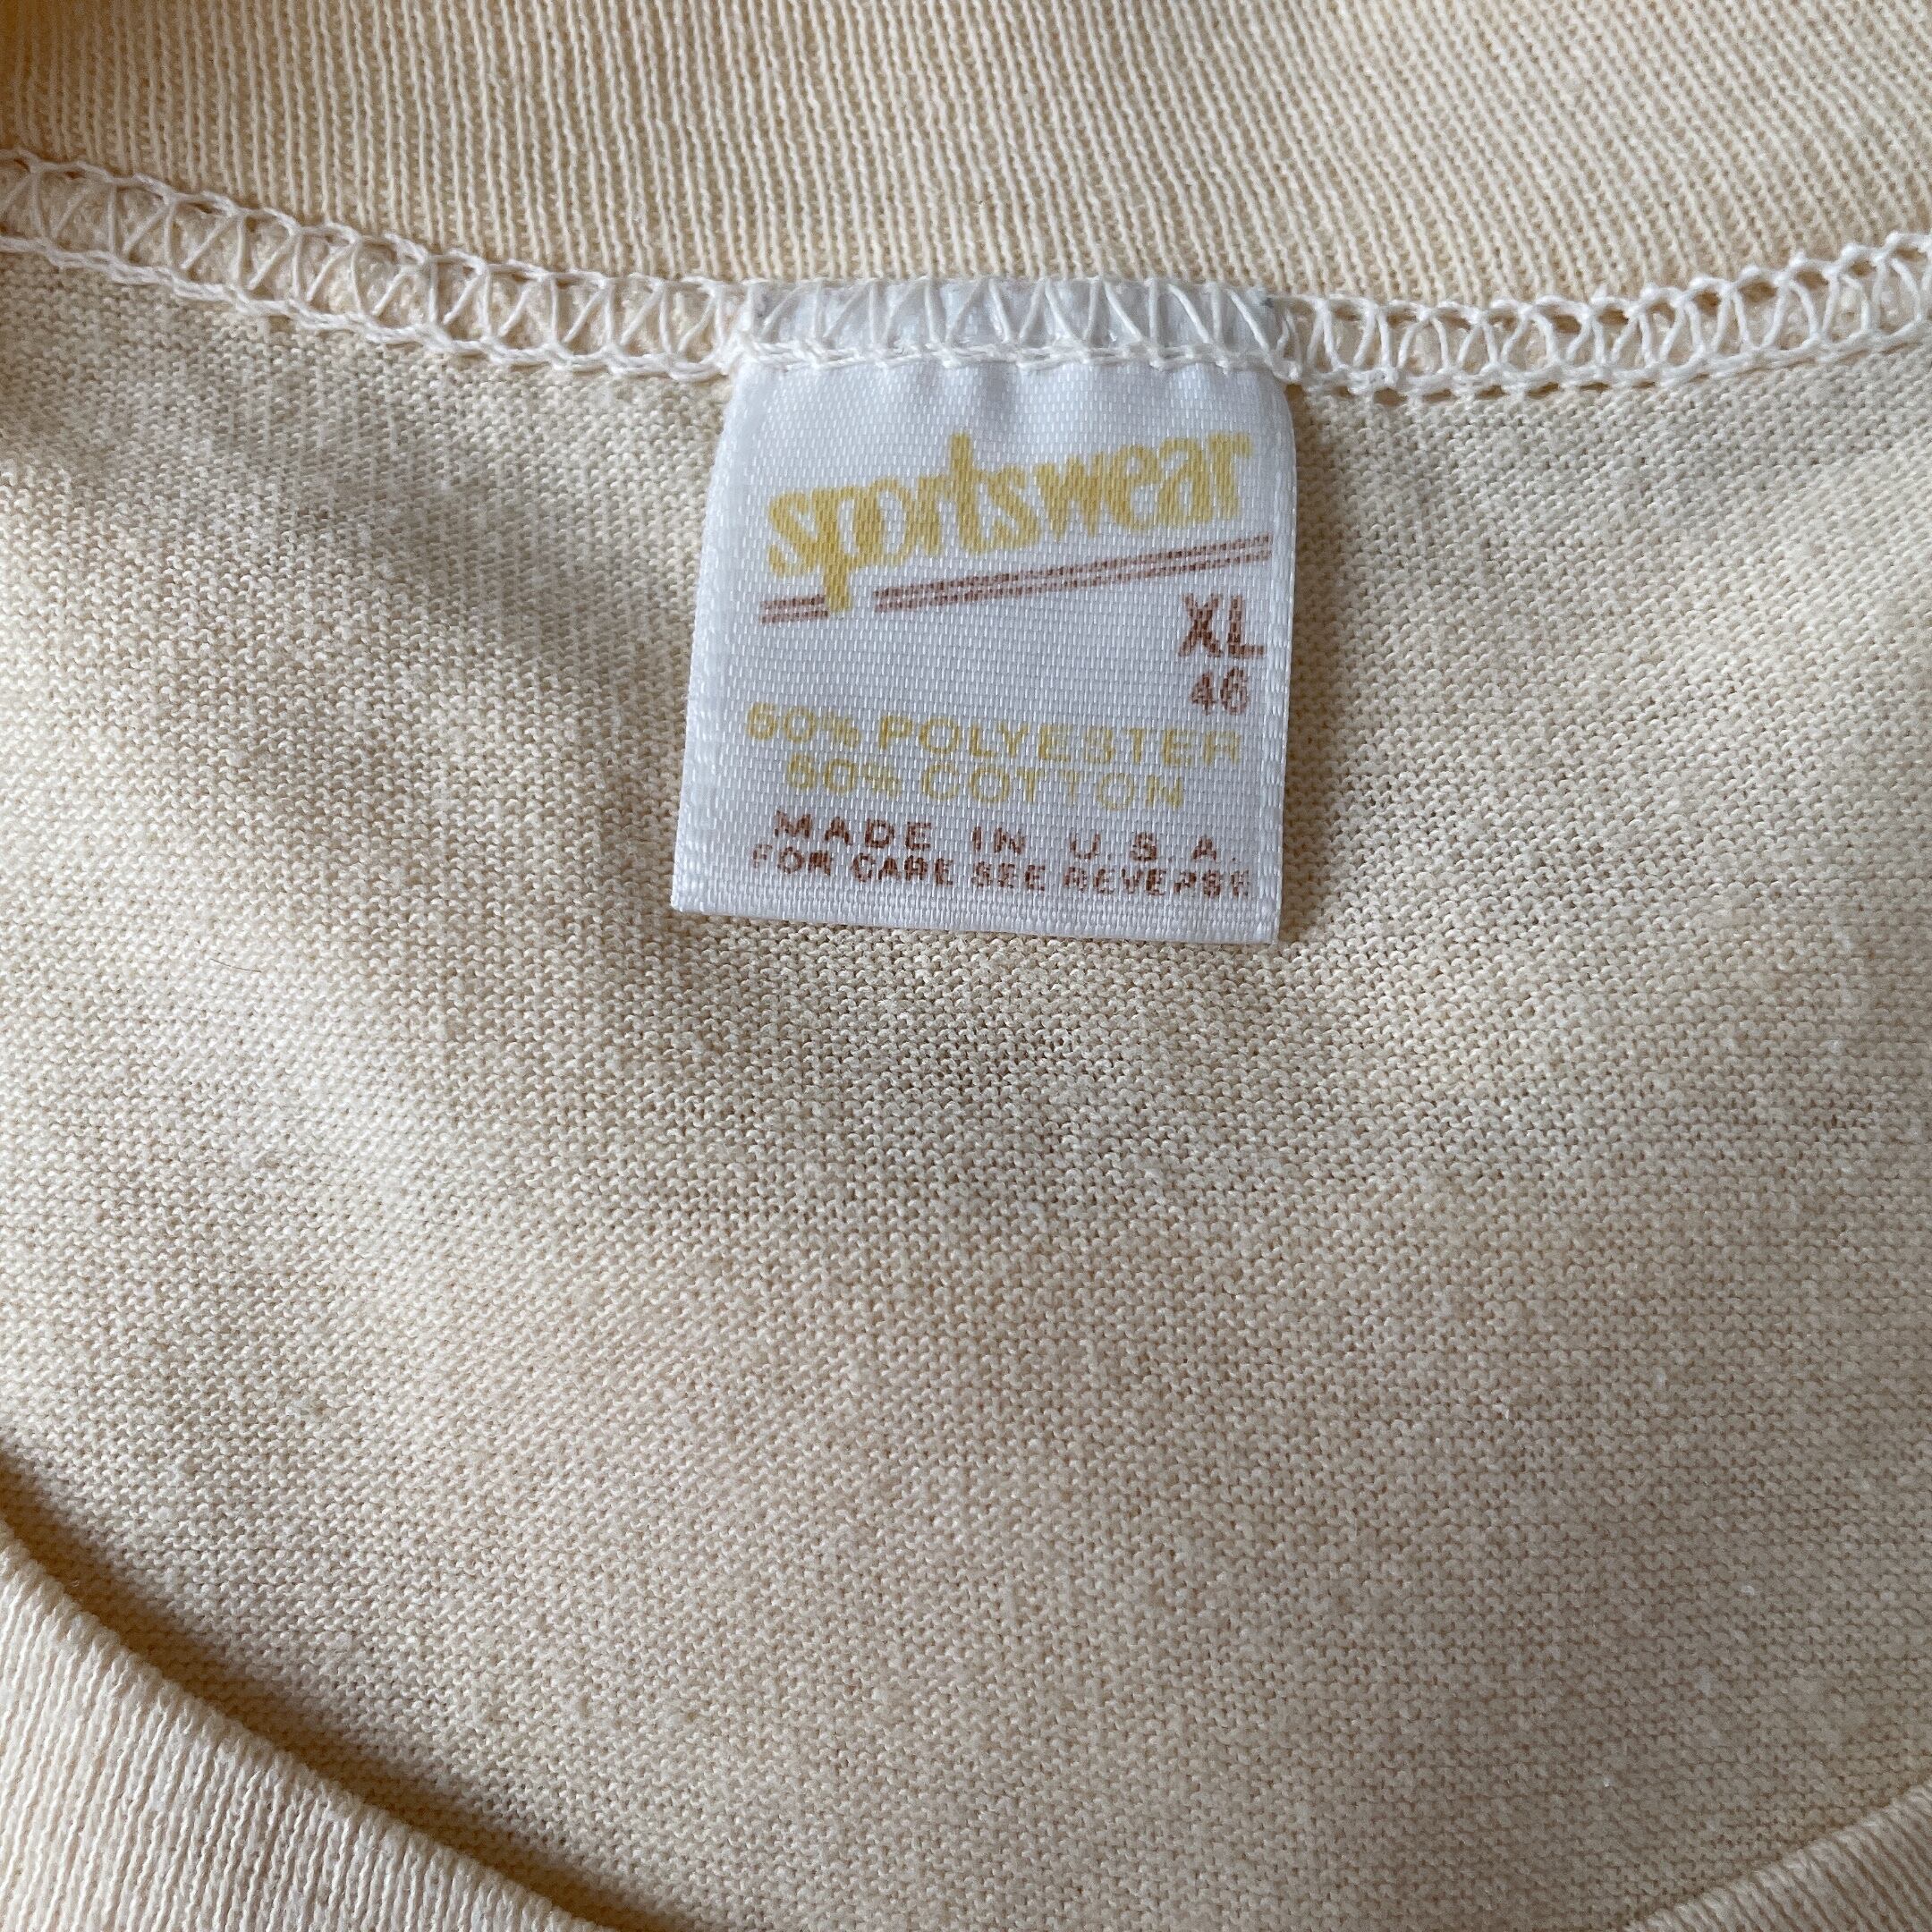 sportswear
XL
46
50% POLYESTER
50% COTTON
MADE IN U.S.A.
FOR CARE SEE REVERSE